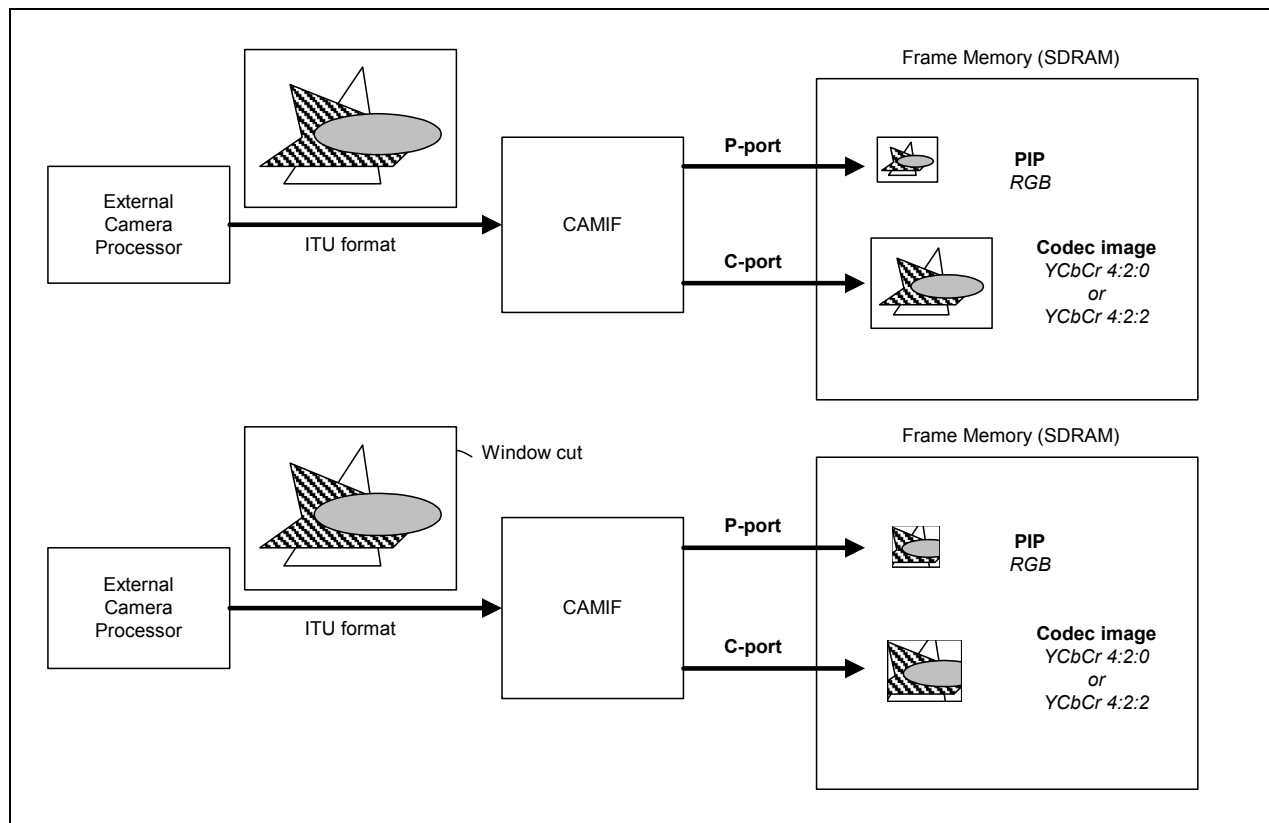 Frame Memory (SDRAM)
External
Camera
Processor
ITU format
CAMIF
P-port
C-port
PIP
RGB
Codec image
YCbCr 4:2:0
or
YCbCr 4:2:2
Frame Memory (SDRAM)
Window cut
External
Camera
Processor
ITU format
CAMIF
P-port
C-port
PIP
RGB
Codec image
YCbCr 4:2:0
or
YCbCr 4:2:2